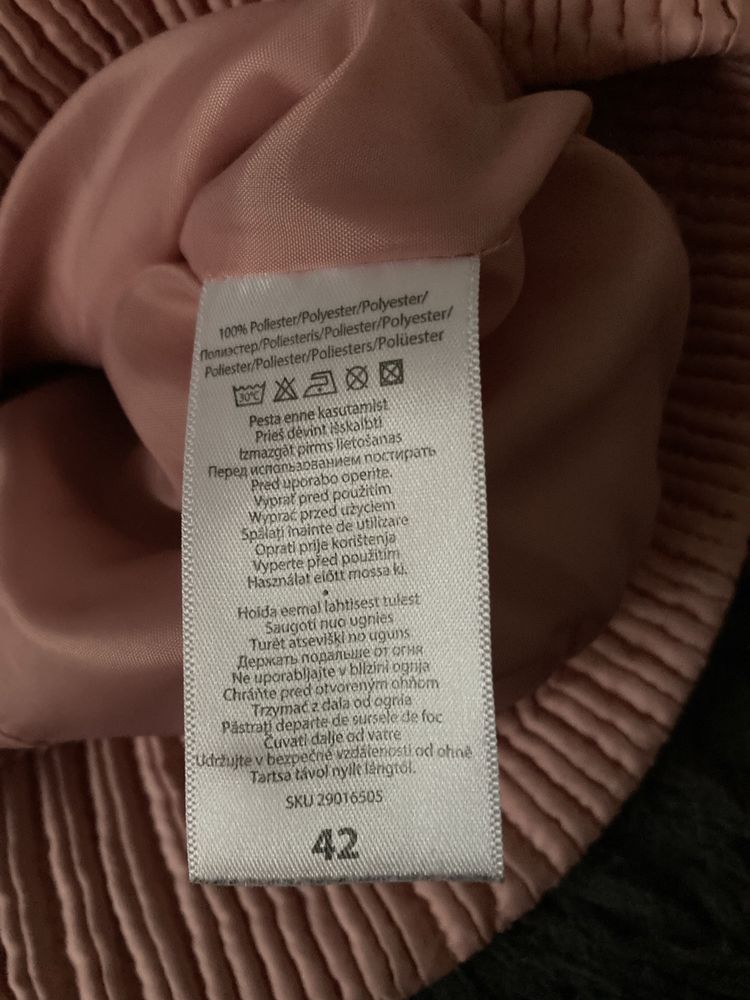 100% Poliester/Polyester/Polyester/
Полиэстер/Poliesteris/Poliester/Polyester/
Poliester/Poliester/Poliesters/Polüester
30°C
Pesta enne kasutamist
Prieš dėvint išskalbti
Izmazgāt pirms lietošanas
Перед использованием постирать
Pred uporabo operite.
Vyprať pred použitím
Wyprać przed użyciem
Spălați înainte de utilizare
Oprati prije korištenja
Vyperte před použitím
Használat előtt mossa ki.
Hoida eemal lahtisest tulest
Saugoti nuo ugnies
Turēt atsevišķi no uguns
Держать подальше от огня
Ne uporabljajte v bližini ognja
Chráňte pred otvoreným ohňom
Trzymać z dala od ognia
Păstrați departe de sursele de foc
Čuvati dalje od vatre
Udržujte v bezpečné vzdálenosti od ohně
Tartsa távol nyílt lángtól.
SKU 29016505
42